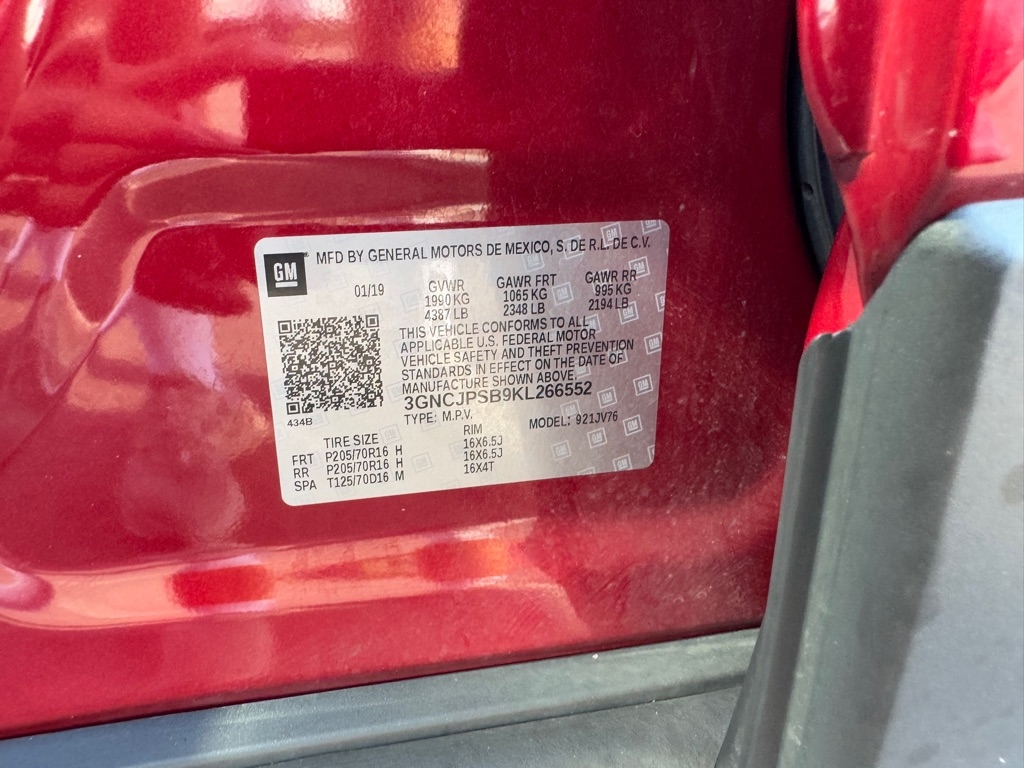 GM
MFD BY GENERAL MOTORS DE MEXICO, S. DE R.L. DE C.V.
01/19
GVWR GAWR FRT GAWR RR
1990 KG 1065 KG 995 KG
4387 LB 2348 LB 2194 LB
THIS VEHICLE CONFORMS TO ALL
APPLICABLE U.S. FEDERAL MOTOR
VEHICLE SAFETY AND THEFT PREVENTION
STANDARDS IN EFFECT ON THE DATE OF
MANUFACTURE SHOWN ABOVE.
3GNCJPSB9KL266552
434B
TYPE: M.P.V. MODEL: 921JV76
TIRE SIZE RIM
FRT P205/70R16 H 16X6.5J
RR P205/70R16 H 16X6.5J
SPA T125/70D16 M 16X4T